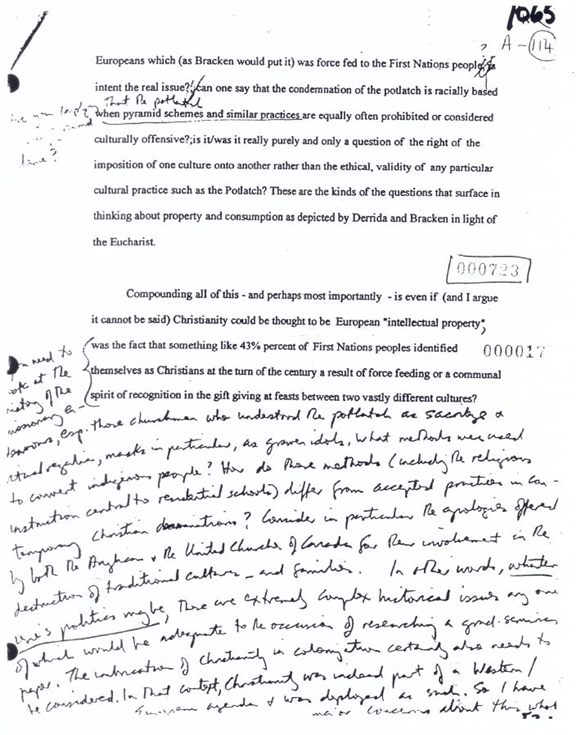 1065
A-114
Europeans which (as Bracken would put it) was force fed to the First Nations people
intent the real issue? can one say that the condemnation of the potlatch is racially based
that the potlatch
when pyramid schemes and similar practices are equally often prohibited or considered
culturally offensive?;is it/was it really purely and only a question of the right of the
imposition of one culture onto another rather than the ethical, validity of any particular
cultural practice such as the Potlatch? These are the kinds of the questions that surface in
thinking about property and consumption as depicted by Derrida and Bracken in light of
the Eucharist.
000723
Compounding all of this - and perhaps most importantly - is even if (and I argue
it cannot be said) Christianity could be thought to be European "intellectual property",
was the fact that something like 43% percent of First Nations peoples identified
000017
themselves as Christians at the turn of the century a result of force feeding or a communal
spirit of recognition in the gift giving at feasts between two vastly different cultures?
need to
look at the
history of the
missionary
esp. those churchmen who understood the potlatch as sacrilege &
ritual regalia, masks in particular, as graven idols. What methods were used
to convert indigenous people? How do these methods (including the religious
instruction central to residential schools) differ from accepted practices in con-
temporary Christian denominations? Consider in particular the apologies offered
by both the Anglican & the United Churches of Canada for their involvement in the
destruction of traditional cultures - and families. In other words, whatever
one's politics may be, these are extremely complex historical issues any one
of which would be adequate to the occasion of researching a grad. seminar
paper. The imbrication of Christianity in colonization certainly also needs to
be considered. In that context, Christianity was indeed part of a Western/
European agenda & was deployed as such. So I have
major concerns about this what